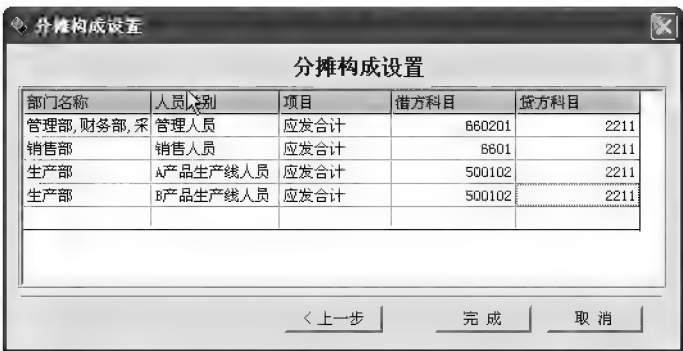 分摊构成设置
分摊构成设置
部门名称 人员类别 项目 借方科目 贷方科目
管理部,财务部,采 管理人员 应发合计 660201 2211
销售部 销售人员 应发合计 6601 2211
生产部 A产品生产线人员 应发合计 500102 2211
生产部 B产品生产线人员 应发合计 500102 2211
<上一步 完成 取消